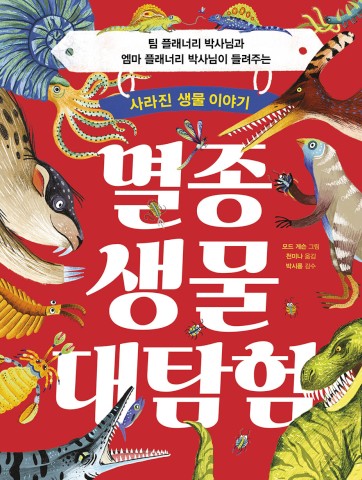 팀 플래너리 박사님과
엠마 플래너리 박사님이 들려주는
사라진 생물 이야기
멸종
생물
대탐험
모드 게슨 그림
천미나 옮김
박시룡 감수